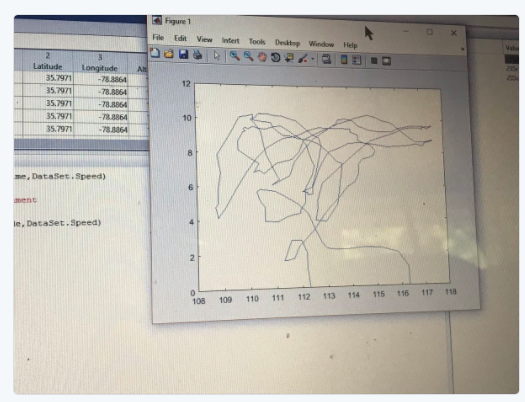 Figure 1
File Edit View Intert Tools Desktop Window Help
2 3
Latitude Longitude
35.7971 -78.8864
35.7971 -78.8864
35.7971 -78.8864
35.7971 -78.8864
35.7971 -78.8864
me,DataSet.Speed)
ment
e,DataSet.Speed)
12
10
8
6
4
2
0
108 109 110 111 112 113 114 115 116 117 118
Value